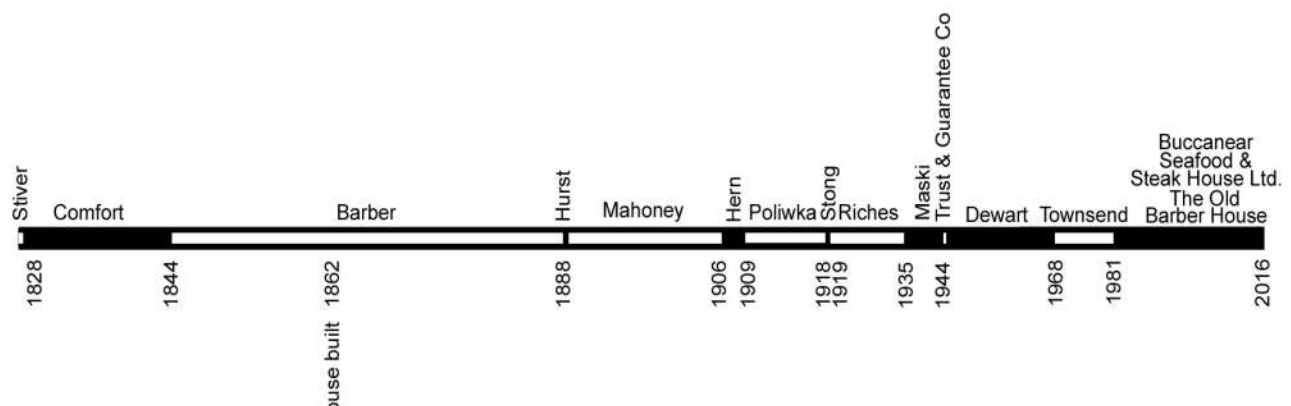 Stiver
Comfort
Barber
Hurst
Mahoney
Hern
Poliwka
Stong
Riches
Maski
Trust & Guarantee Co
Dewart
Townsend
Buccanear
Seafood &
Steak House Ltd.
The Old
Barber House
1828
1844
1862
1888
1906
1909
1918
1919
1935
1944
1968
1981
2016
built